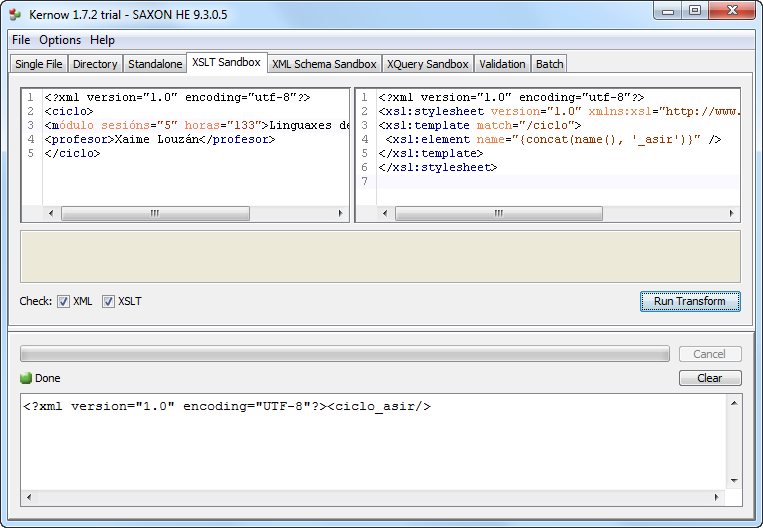 Kernow 1.7.2 trial - SAXON HE 9.3.0.5
File Options Help
Single File Directory Standalone XSLT Sandbox XML Schema Sandbox XQuery Sandbox Validation Batch
1 <?xml version="1.0" encoding="utf-8"?>
2 <ciclo>
3 <módulo sesións="5" horas="133">Linguaxes de
4 <profesor>Xaime Louzán</profesor>
5 </ciclo>
1 <?xml version="1.0" encoding="utf-8"?>
2 <xsl:stylesheet version="1.0" xmlns:xsl="http://www.
3 <xsl:template match="/ciclo">
4 <xsl:element name="{concat(name(), '_asir')}" />
5 </xsl:template>
6 </xsl:stylesheet>
7
Check: XML XSLT
Run Transform
Cancel
Done
Clear
<?xml version="1.0" encoding="UTF-8"?><ciclo_asir/>